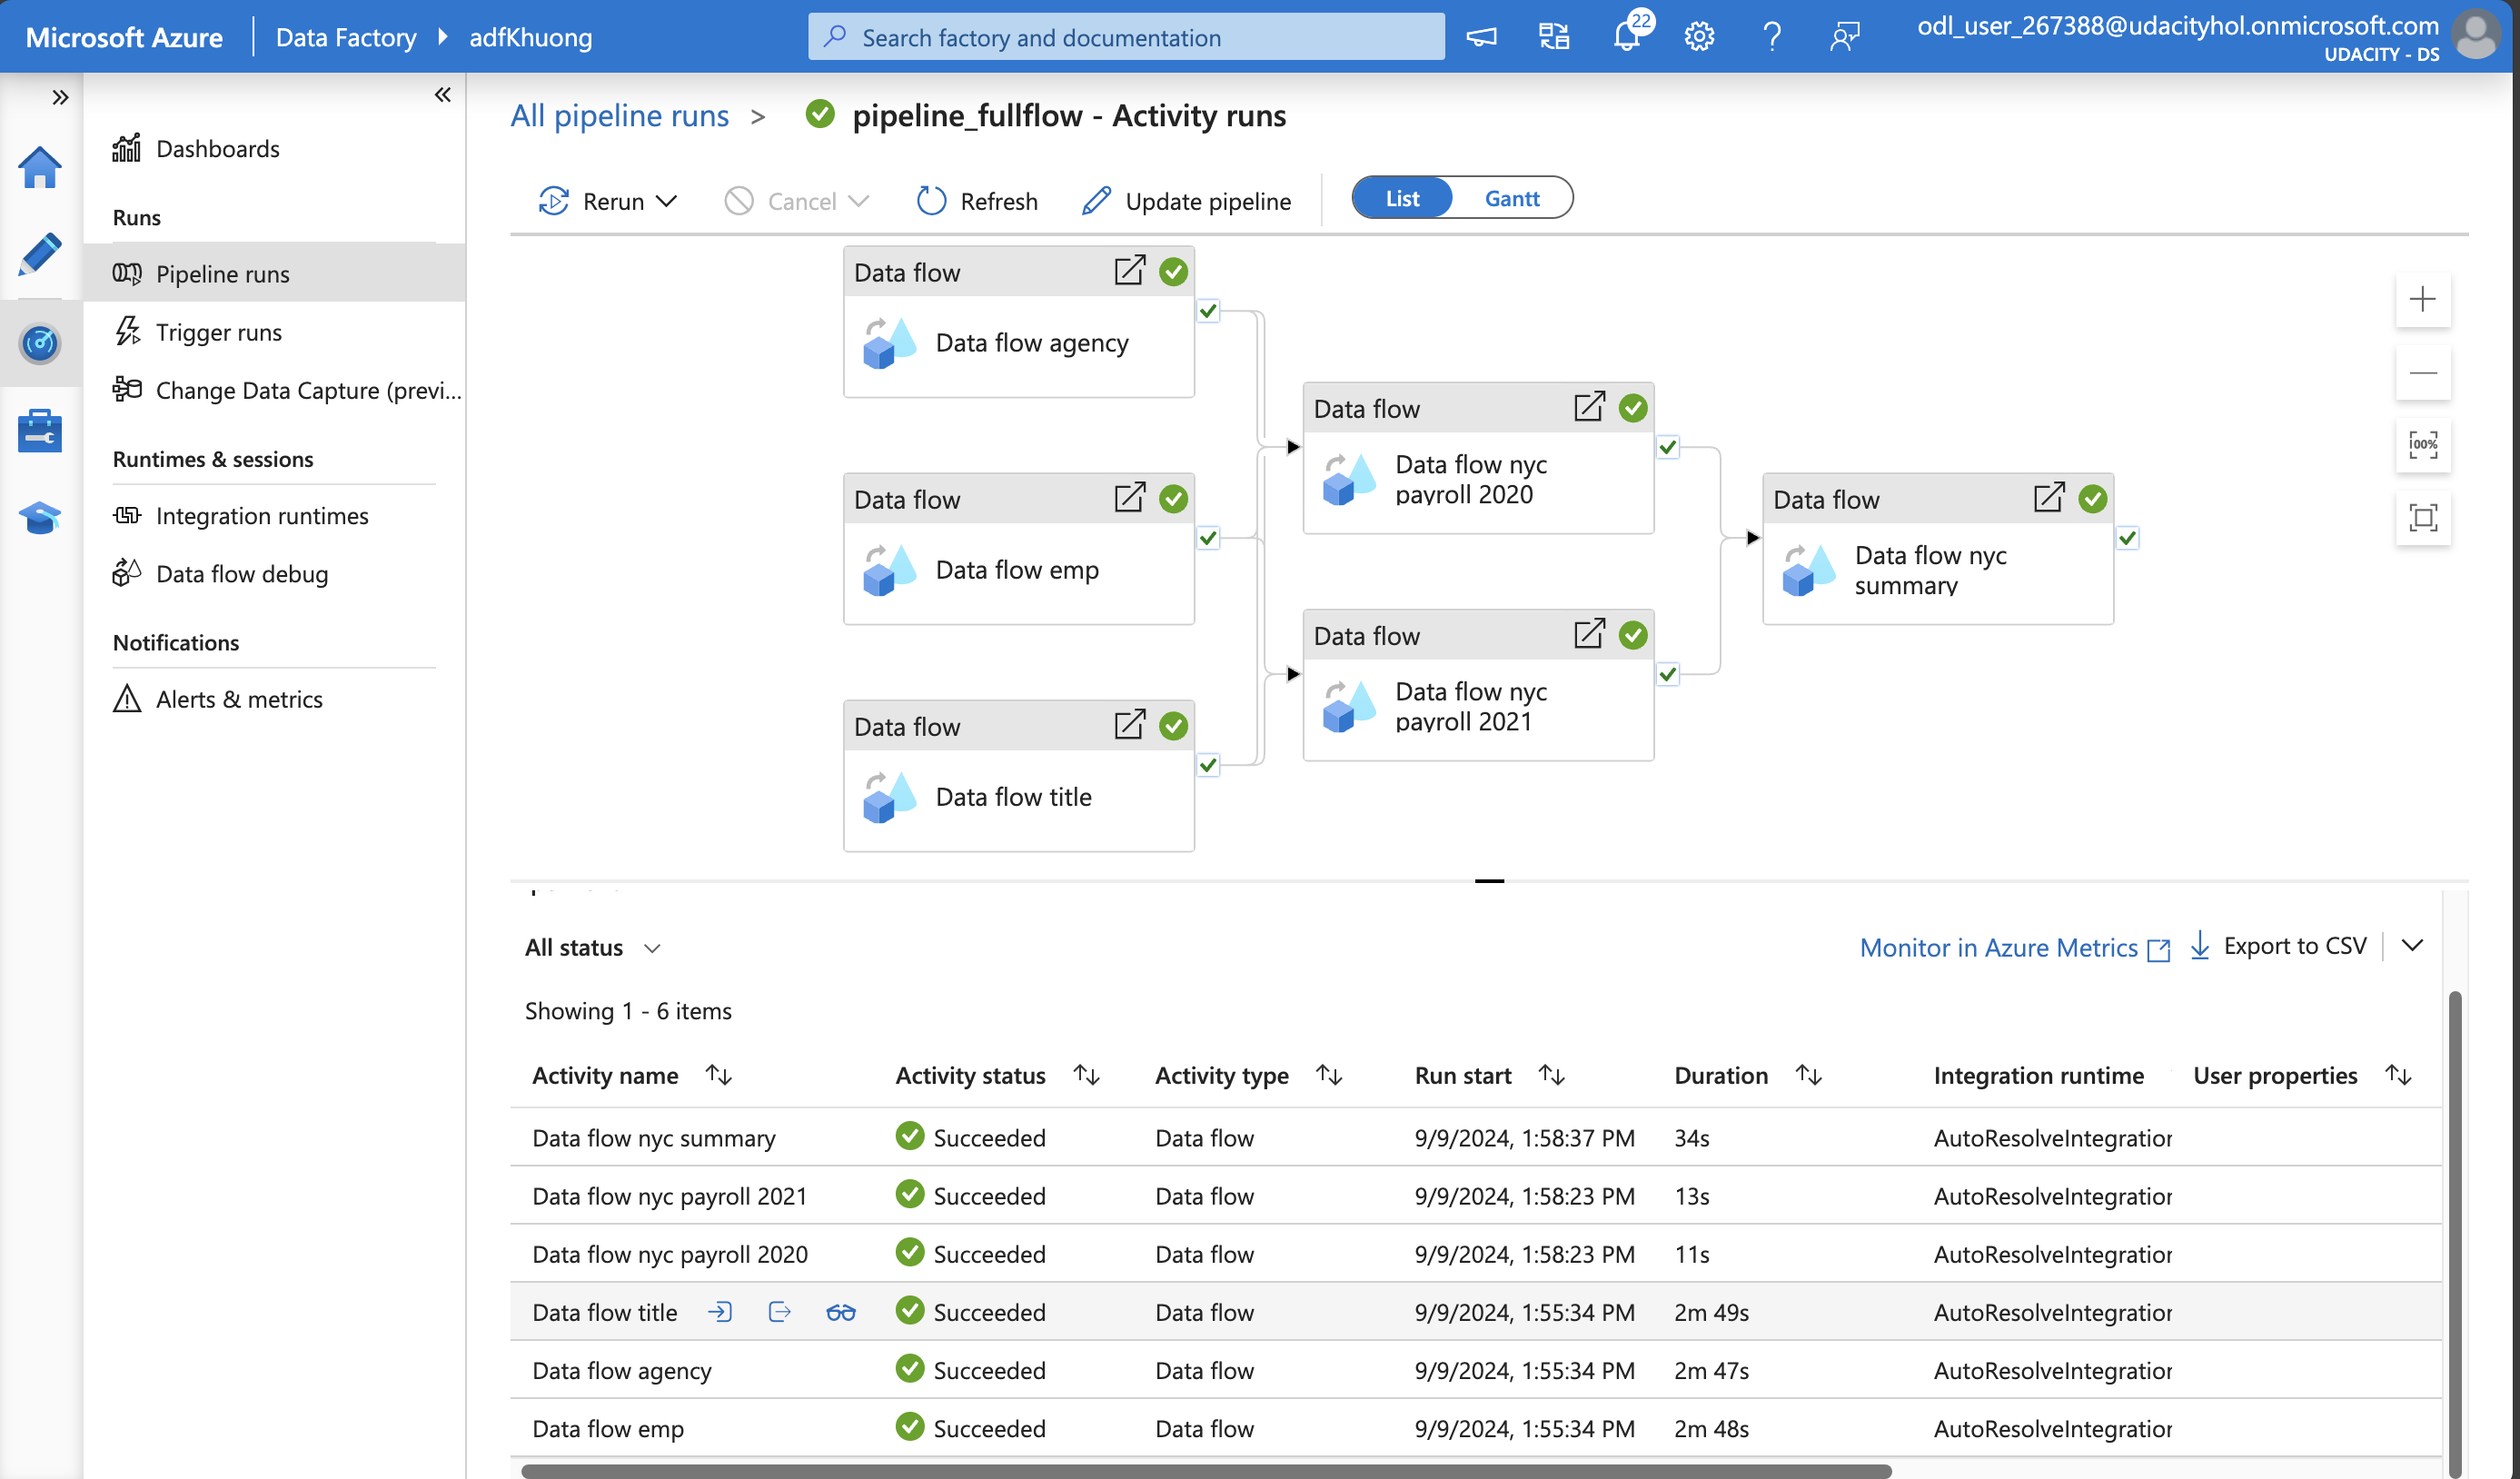 Microsoft Azure Data Factory adfKhuong Search factory and documentation 22 odl_user_267388@udacityhol.onmicrosoft.com
UDACITY - DS
Dashboards
Runs
Pipeline runs
Trigger runs
Change Data Capture (previ...
Runtimes & sessions
Integration runtimes
Data flow debug
Notifications
Alerts & metrics
All pipeline runs > pipeline_fullflow - Activity runs
Rerun Cancel Refresh Update pipeline List Gantt
Data flow
Data flow agency
Data flow
Data flow emp
Data flow
Data flow title
Data flow
Data flow nyc
payroll 2020
Data flow
Data flow nyc
payroll 2021
Data flow
Data flow nyc
summary
100%
All status Monitor in Azure Metrics Export to CSV
Showing 1 - 6 items
Activity name Activity status Activity type Run start Duration Integration runtime User properties
Data flow nyc summary Succeeded Data flow 9/9/2024, 1:58:37 PM 34s AutoResolveIntegration
Data flow nyc payroll 2021 Succeeded Data flow 9/9/2024, 1:58:23 PM 13s AutoResolveIntegration
Data flow nyc payroll 2020 Succeeded Data flow 9/9/2024, 1:58:23 PM 11s AutoResolveIntegration
Data flow title Succeeded Data flow 9/9/2024, 1:55:34 PM 2m 49s AutoResolveIntegration
Data flow agency Succeeded Data flow 9/9/2024, 1:55:34 PM 2m 47s AutoResolveIntegration
Data flow emp Succeeded Data flow 9/9/2024, 1:55:34 PM 2m 48s AutoResolveIntegration